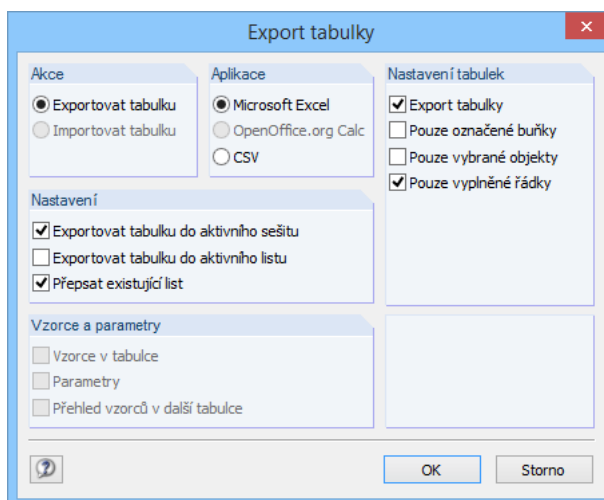 Export tabulky
Akce
Exportovat tabulku
Importovat tabulku
Aplikace
Microsoft Excel
OpenOffice.org Calc
CSV
Nastavení tabulek
Export tabulky
Pouze označené buňky
Pouze vybrané objekty
Pouze vyplněné řádky
Nastavení
Exportovat tabulku do aktivního sešitu
Exportovat tabulku do aktivního listu
Přepsat existující list
Vzorce a parametry
Vzorce v tabulce
Parametry
Přehled vzorců v další tabulce
OK
Storno